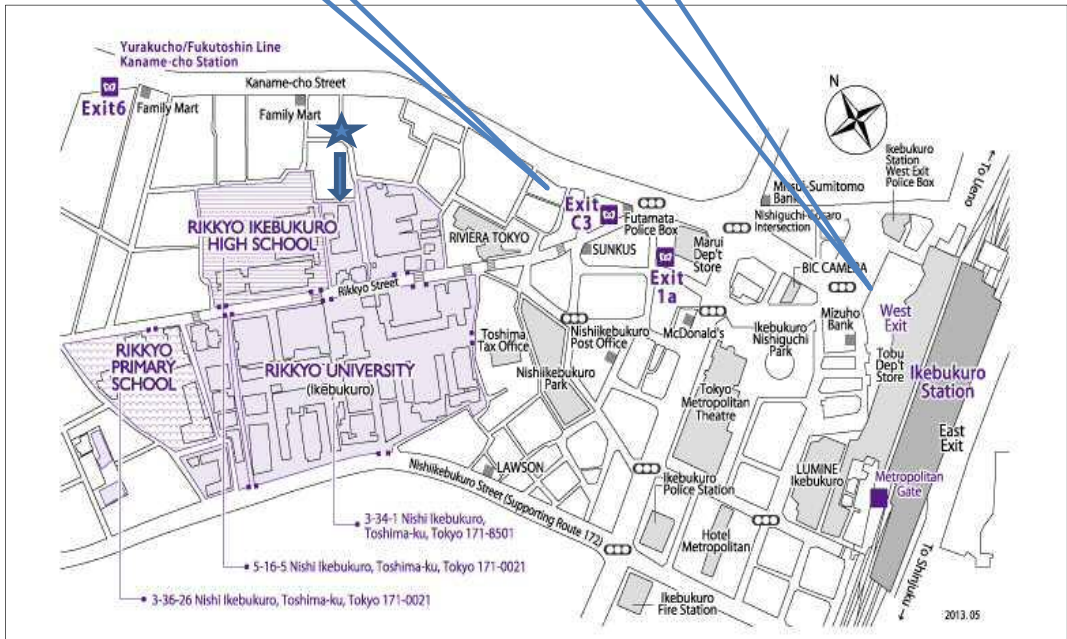 Yurakucho/Fukutoshin Line
Kaname-cho Station
Exit6
Family Mart
Kaname-cho Street
Family Mart
N
Ikebukuro
Station
West Exit
Police Box
→ To Ueno
Mitsui-Sumitomo
Bank
Nishiguchi-Gotaro
Intersection
RIKKYO IKEBUKURO
HIGH SCHOOL
RIVIERA TOKYO
Exit
C3
Futamata
Police Box
SUNKUS
Exit
1a
Marui
Dep't
Store
BIC CAMERA
Rikkyo Street
McDonald's
Ikebukuro
Nishiguchi
Park
Mizuho
Bank
West
Exit
Tobu
Dep't
Store
Ikebukuro
Station
East
Exit
RIKKYO
PRIMARY
SCHOOL
RIKKYO UNIVERSITY
(Ikebukuro)
Toshima
Tax Office
Nishiikebukuro
Post Office
Nishiikebukuro
Park
Tokyo
Metropolitan
Theatre
LAWSON
Nishiikebukuro Street (Supporting Route 172)
Ikebukuro
Police Station
LUMINE
Ikebukuro
Metropolitan
Gate
Hotel
Metropolitan
Ikebukuro
Fire Station
To Shinjuku →
3-34-1 Nishi Ikebukuro,
Toshima-ku, Tokyo 171-8501
5-16-5 Nishi Ikebukuro, Toshima-ku, Tokyo 171-0021
3-36-26 Nishi Ikebukuro, Toshima-ku, Tokyo 171-0021
2013. 05